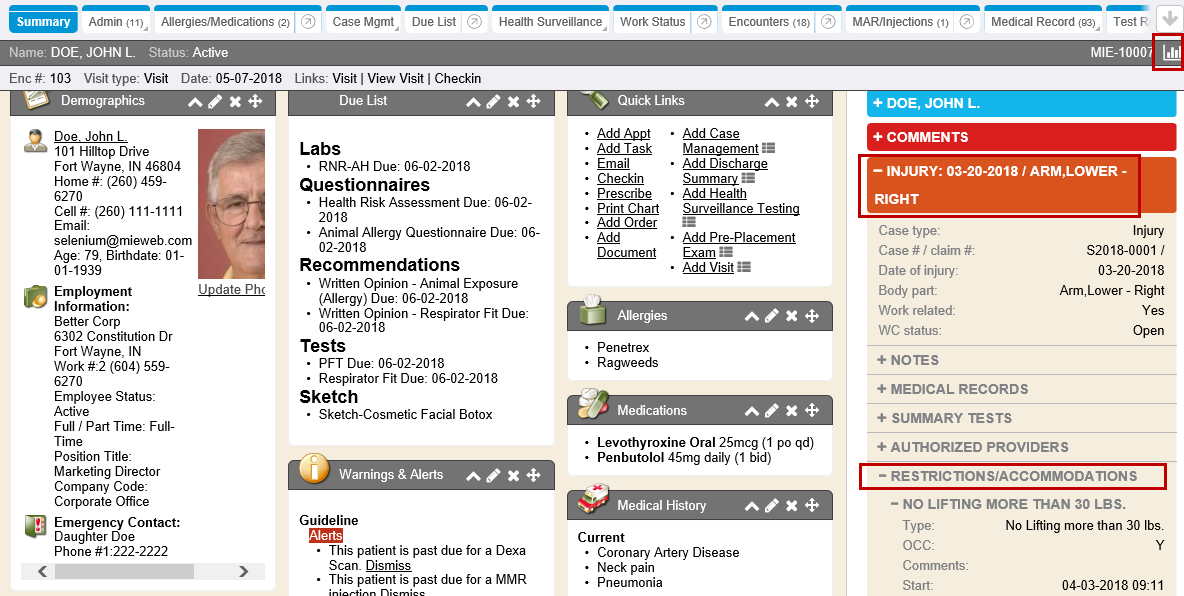 Summary Admin (11) Allergies/Medications (2) Case Mgmt Due List Health Surveillance Work Status Encounters (18) MAR/Injections (1) Medical Record (93) Test R
Name: DOE, JOHN L. Status: Active MIE-10007
Enc #: 103 Visit type: Visit Date: 05-07-2018 Links: Visit | View Visit | Checkin
Demographics
Doe, John L.
101 Hilltop Drive
Fort Wayne, IN 46804
Home #: (260) 459-
6270
Cell #: (260) 111-1111
Email:
selenium@mieweb.com
Age: 79, Birthdate: 01-
01-1939
Update Pho
Employment
Information:
Better Corp
6302 Constitution Dr
Fort Wayne, IN
Work #:2 (604) 559-
6270
Employee Status:
Active
Full / Part Time: Full-
Time
Position Title:
Marketing Director
Company Code:
Corporate Office
Emergency Contact:
Daughter Doe
Phone #1:222-2222
Due List
Labs
• RNR-AH Due: 06-02-2018
Questionnaires
• Health Risk Assessment Due: 06-02-
2018
• Animal Allergy Questionnaire Due: 06-
02-2018
Recommendations
• Written Opinion - Animal Exposure
(Allergy) Due: 06-02-2018
• Written Opinion - Respirator Fit Due:
06-02-2018
Tests
• PFT Due: 06-02-2018
• Respirator Fit Due: 06-02-2018
Sketch
• Sketch-Cosmetic Facial Botox
Warnings & Alerts
Guideline
Alerts
• This patient is past due for a Dexa
Scan. Dismiss
• This patient is past due for a MMR
injection Dismiss
Quick Links
• Add Appt
• Add Task
• Email
• Checkin
• Prescribe
• Print Chart
• Add Order
• Add
Document
• Add Case
Management
• Add Discharge
Summary
• Add Health
Surveillance Testing
• Add Pre-Placement
Exam
• Add Visit
Allergies
• Penetrex
• Ragweeds
Medications
• Levothyroxine Oral 25mcg (1 po qd)
• Penbutolol 45mg daily (1 bid)
Medical History
Current
• Coronary Artery Disease
• Neck pain
• Pneumonia
+ DOE, JOHN L.
+ COMMENTS
− INJURY: 03-20-2018 / ARM,LOWER -
RIGHT
Case type: Injury
Case # / claim #: S2018-0001 /
Date of injury: 03-20-2018
Body part: Arm,Lower - Right
Work related: Yes
WC status: Open
+ NOTES
+ MEDICAL RECORDS
+ SUMMARY TESTS
+ AUTHORIZED PROVIDERS
− RESTRICTIONS/ACCOMMODATIONS
− NO LIFTING MORE THAN 30 LBS.
Type: No Lifting more than 30 lbs.
OCC: Y
Comments:
Start: 04-03-2018 09:11